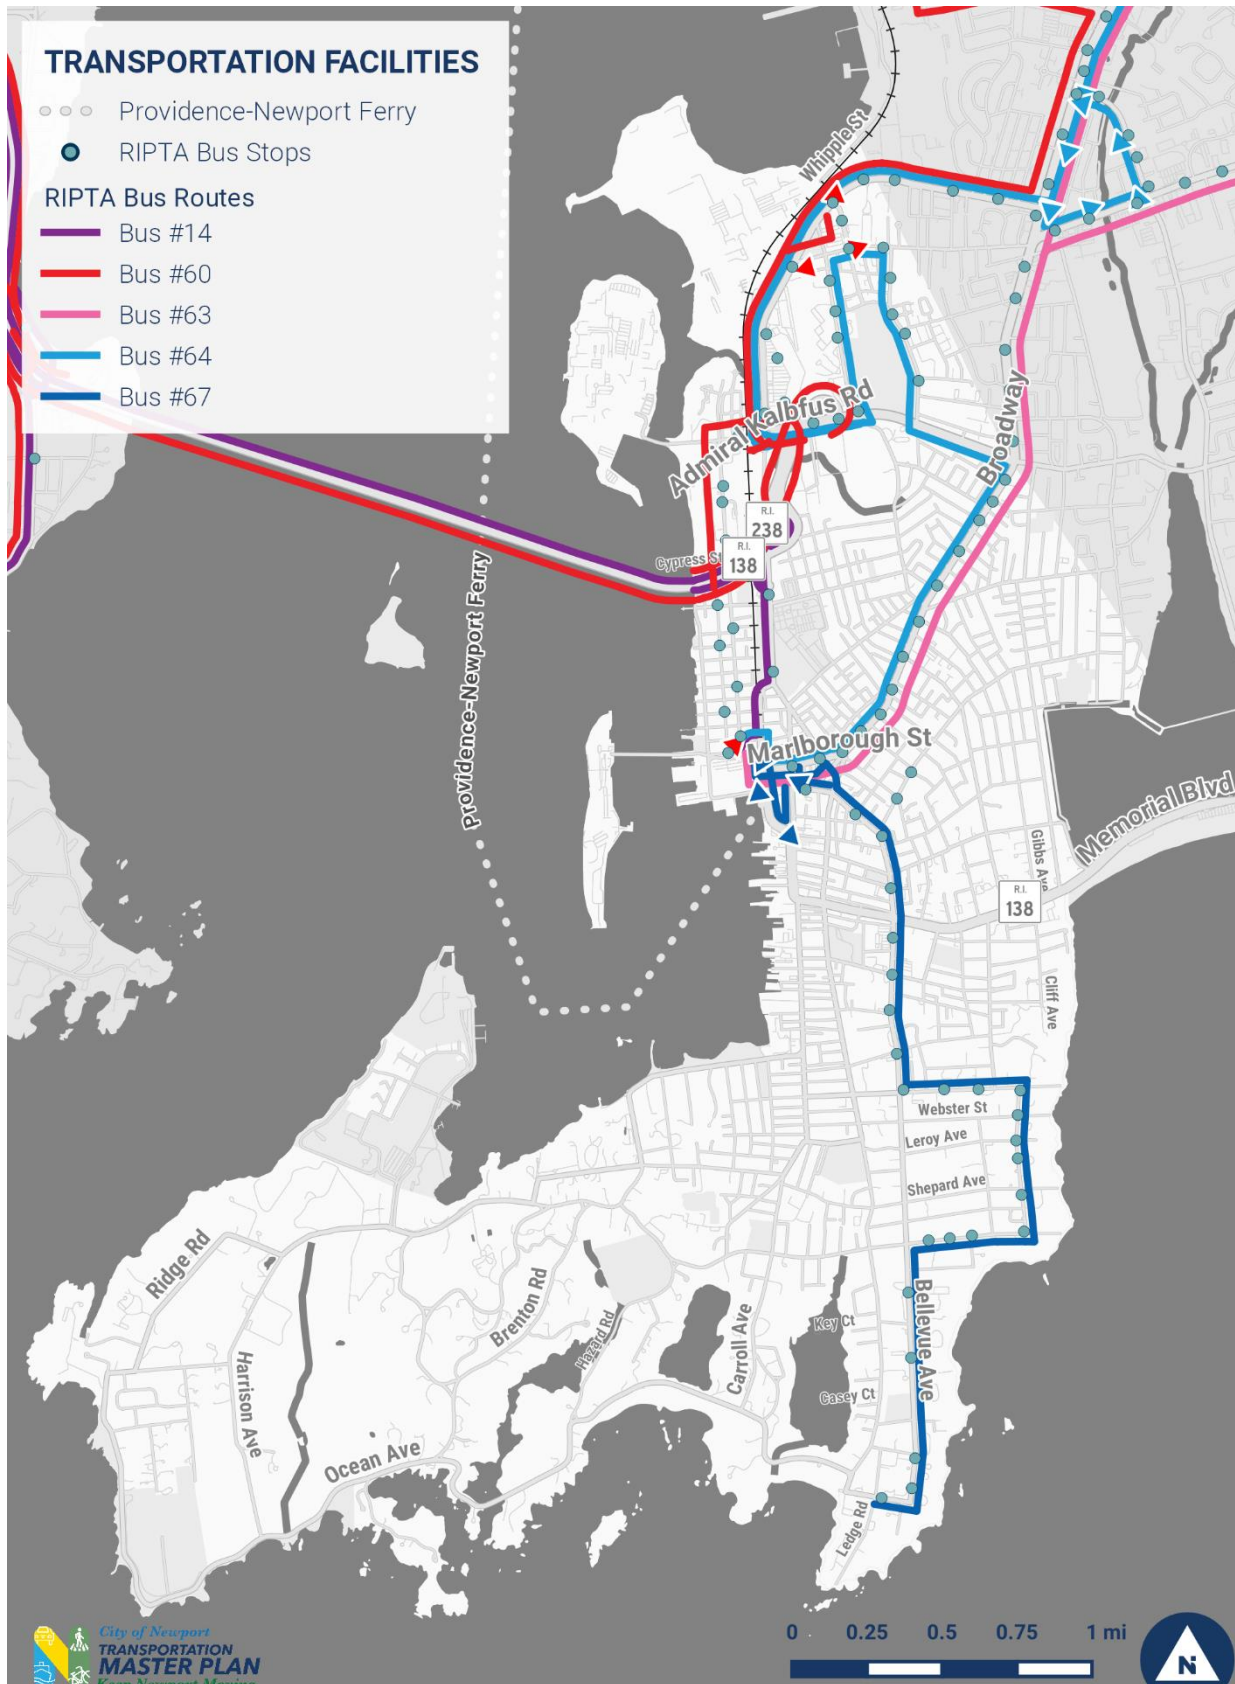 TRANSPORTATION FACILITIES
Providence-Newport Ferry
RIPTA Bus Stops
RIPTA Bus Routes
Bus #14
Bus #60
Bus #63
Bus #64
Bus #67
Whipple St
Admiral Kalbfus Rd
Broadway
R.I.
238
R.I.
138
Cypress St
Providence-Newport Ferry
Marlborough St
Memorial Blvd
Gibbs Ave
R.I.
138
Cliff Ave
Webster St
Leroy Ave
Shepard Ave
Ridge Rd
Brenton Rd
Hazard Rd
Carroll Ave
Key Ct
Bellevue Ave
Harrison Ave
Casey Ct
Ocean Ave
Ledge Rd
City of Newport
TRANSPORTATION
MASTER PLAN
Keep Newport Moving
0 0.25 0.5 0.75 1 mi
N